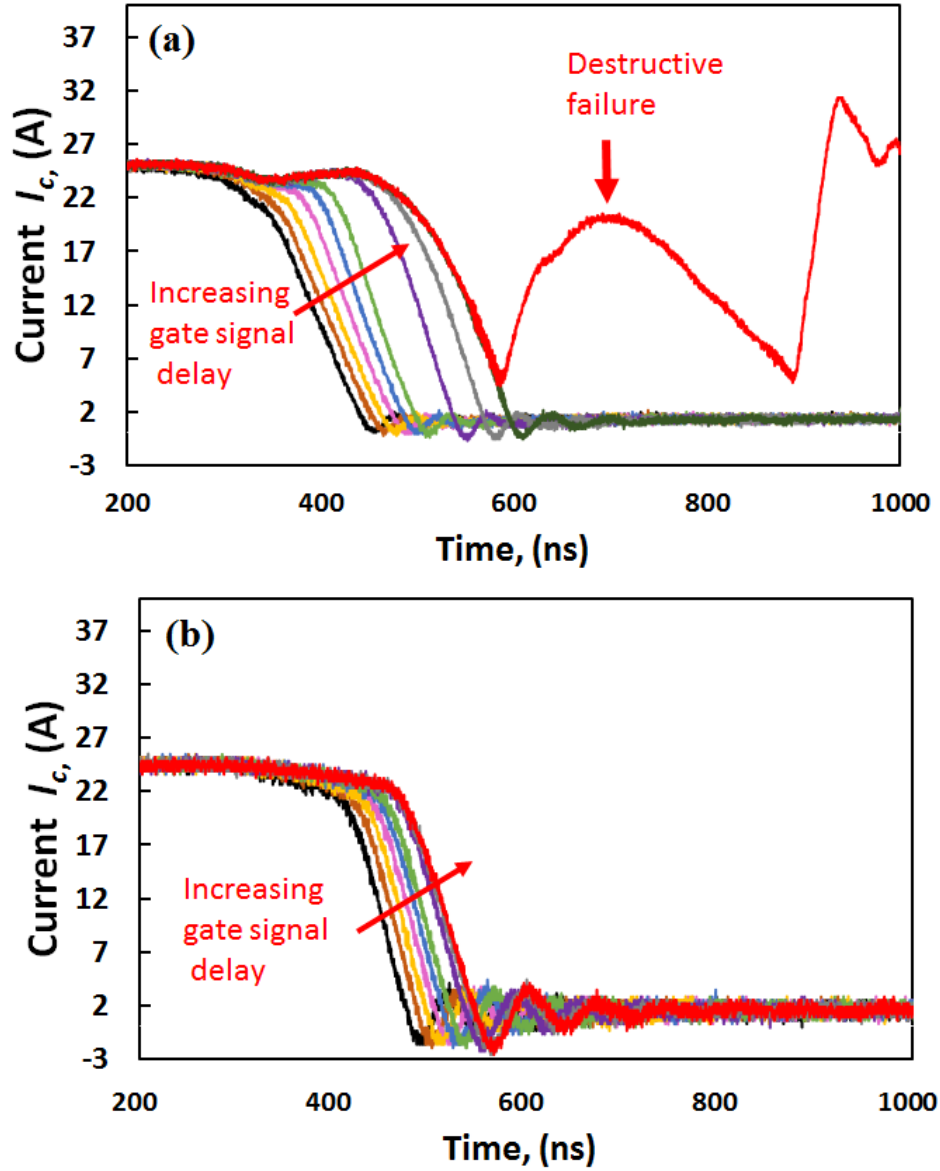 (a)
37
32
27
22
17
12
7
2
-3
Current I_c, (A)
Destructive
failure
Increasing
gate signal
delay
200 400 600 800 1000
Time, (ns)
(b)
37
32
27
22
17
12
7
2
-3
Current I_c, (A)
Increasing
gate signal
delay
200 400 600 800 1000
Time, (ns)